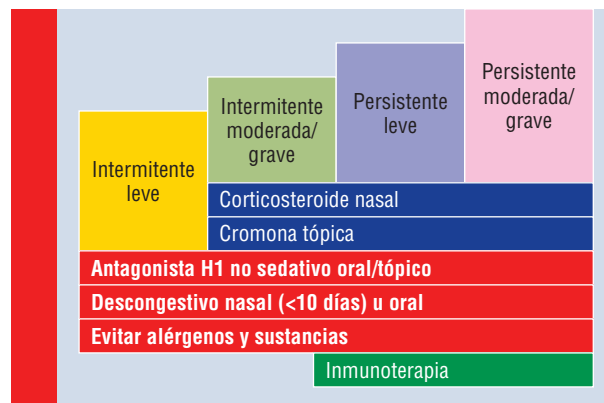 Intermitente
leve
Intermitente
moderada/
grave
Persistente
leve
Persistente
moderada/
grave
Corticosteroide nasal
Cromona tópica
Antagonista H1 no sedativo oral/tópico
Descongestivo nasal (<10 días) u oral
Evitar alérgenos y sustancias
Inmunoterapia